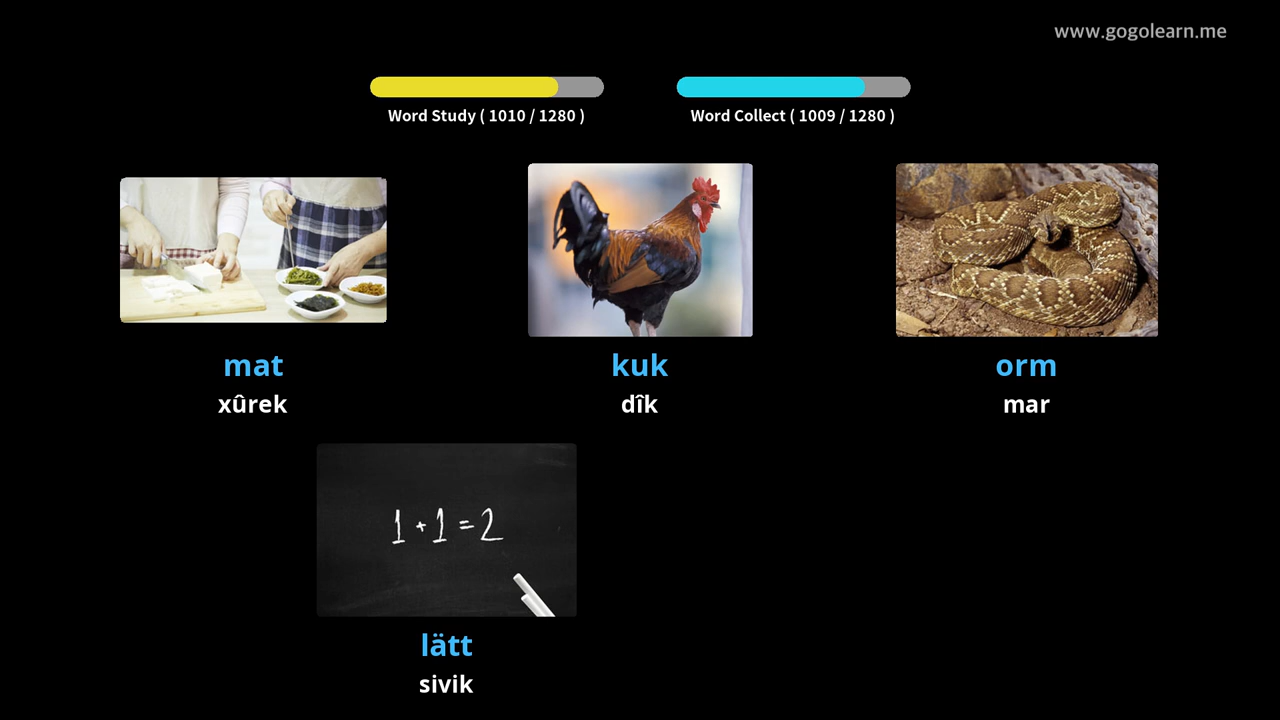 www.gogolearn.me
Word Study ( 1010 / 1280 )
Word Collect ( 1009 / 1280 )
mat
xûrek
kuk
dîk
orm
mar
1 + 1 = 2
lätt
sivik